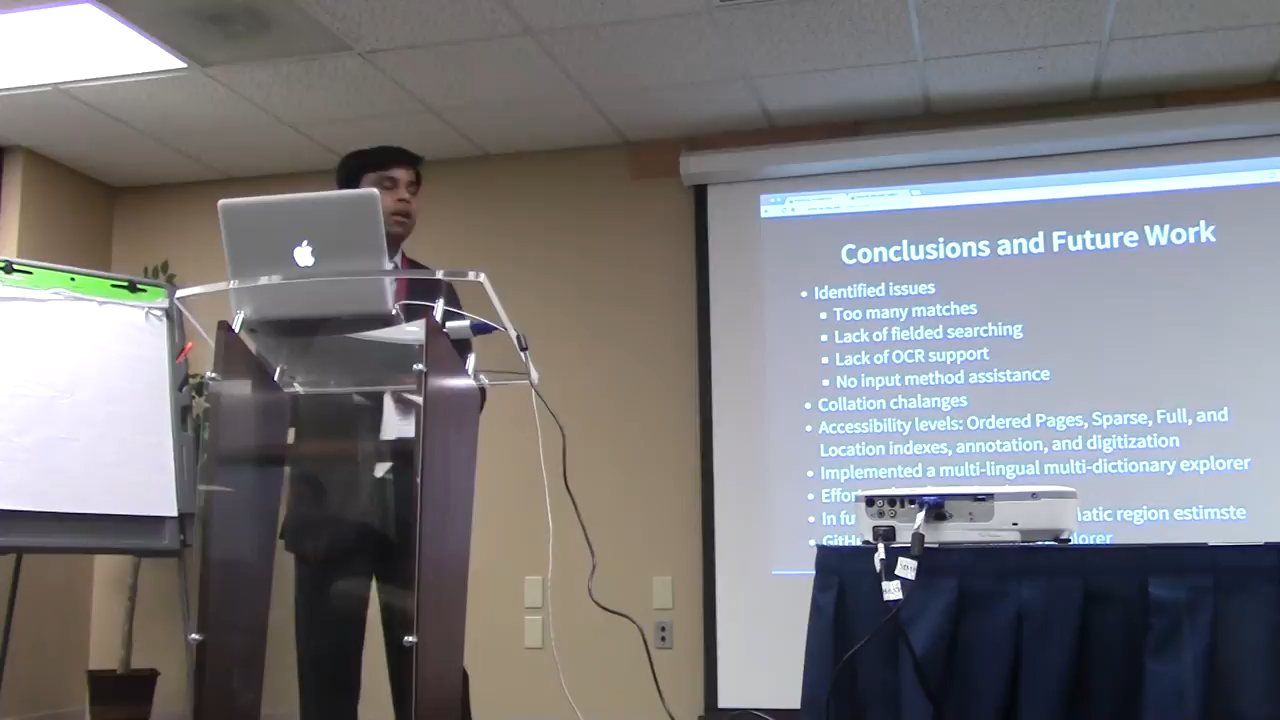 Conclusions and Future Work
Identified issues
Too many matches
Lack of fielded searching
Lack of OCR support
No input method assistance
Collation chalanges
Accessibility levels: Ordered Pages, Sparse, Full, and
Location indexes, annotation, and digitization
Implemented a multi-lingual multi-dictionary explorer
In region estimste